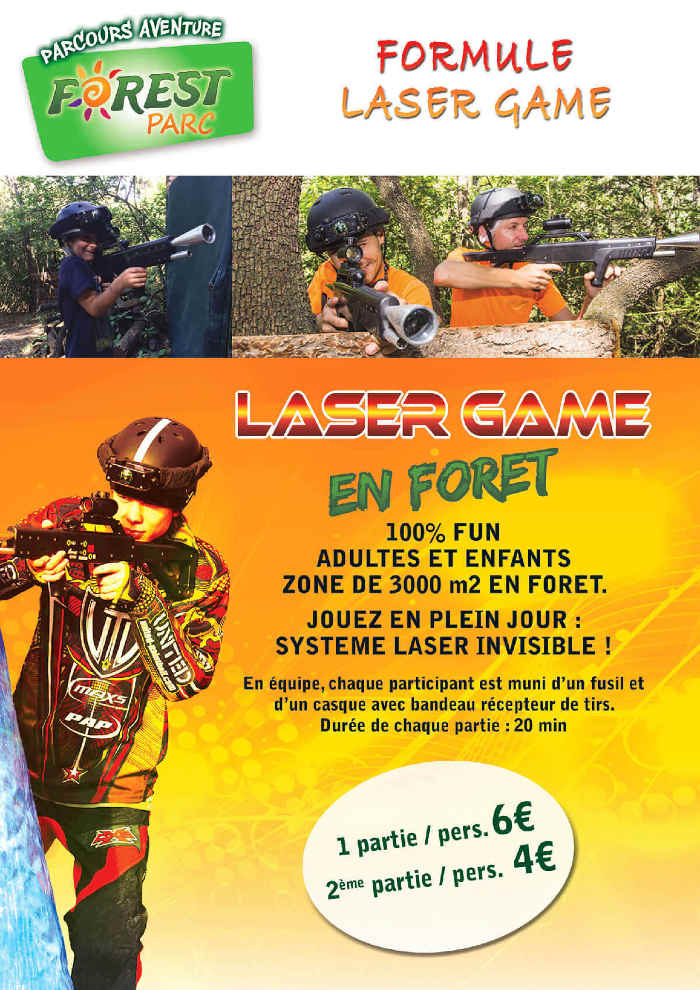 PARCOURS AVENTURE
FOREST
PARC
FORMULE
LASER GAME
LASER GAME
EN FORET
100% FUN
ADULTES ET ENFANTS
ZONE DE 3000 m2 EN FORET.
JOUEZ EN PLEIN JOUR :
SYSTEME LASER INVISIBLE !
En équipe, chaque participant est muni d'un fusil et
d'un casque avec bandeau récepteur de tirs.
Durée de chaque partie : 20 min
UNITED
PAP
1 partie / pers. 6€
2ème partie / pers. 4€